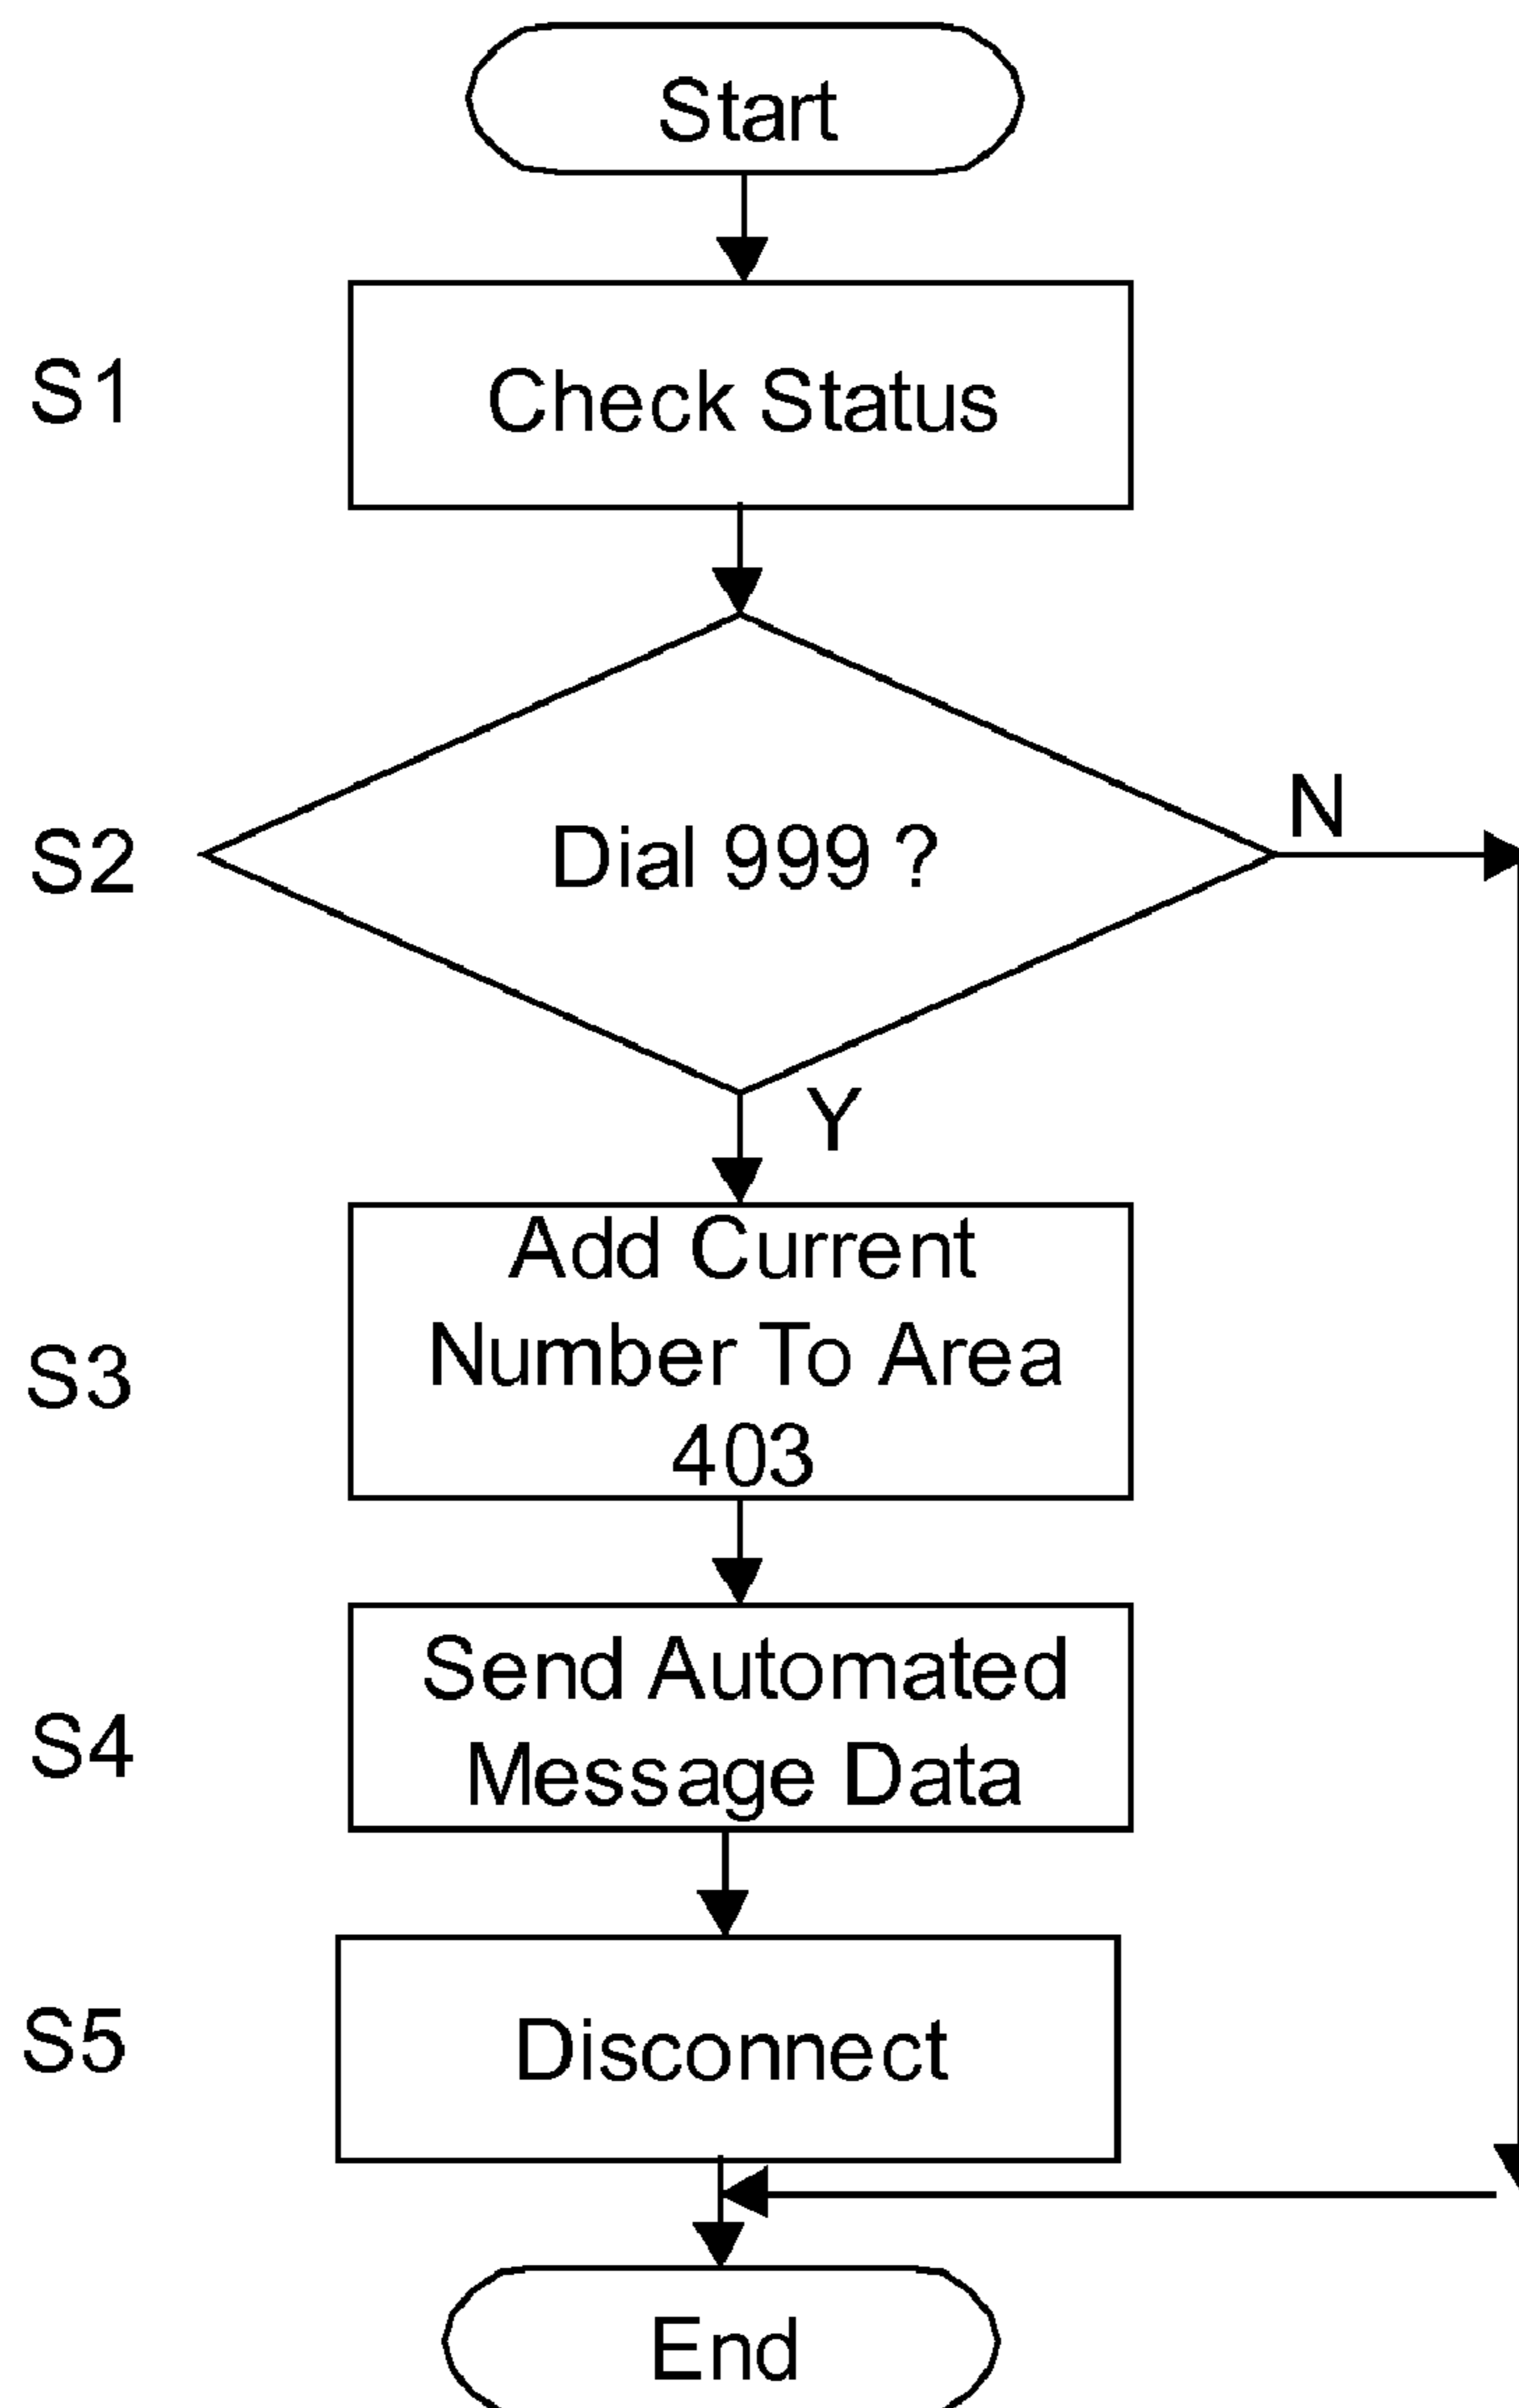 Start
S1
Check Status
S2
Dial 999 ?
N
Y
S3
Add Current
Number To Area
403
S4
Send Automated
Message Data
S5
Disconnect
End